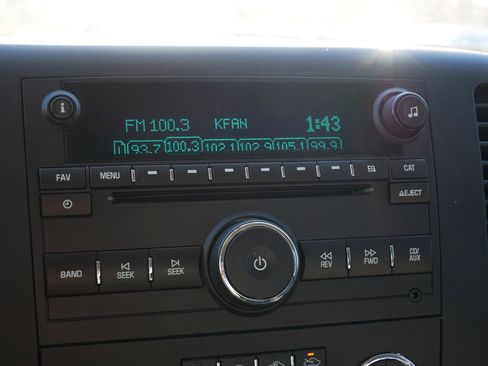 FM 100.3 KFAN 1:43
93.7 100.3 102.1 102.9 105.1 99.9
FAV MENU EQ CAT
EJECT
BAND SEEK SEEK REV FWD CD/
AUX